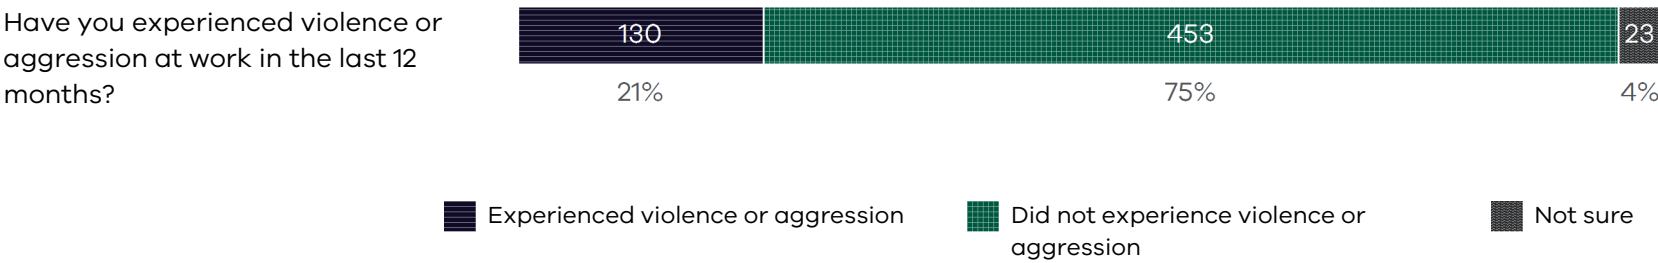 Have you experienced violence or
aggression at work in the last 12
months?
130
453
23
21%
75%
4%
Experienced violence or aggression
Did not experience violence or
aggression
Not sure